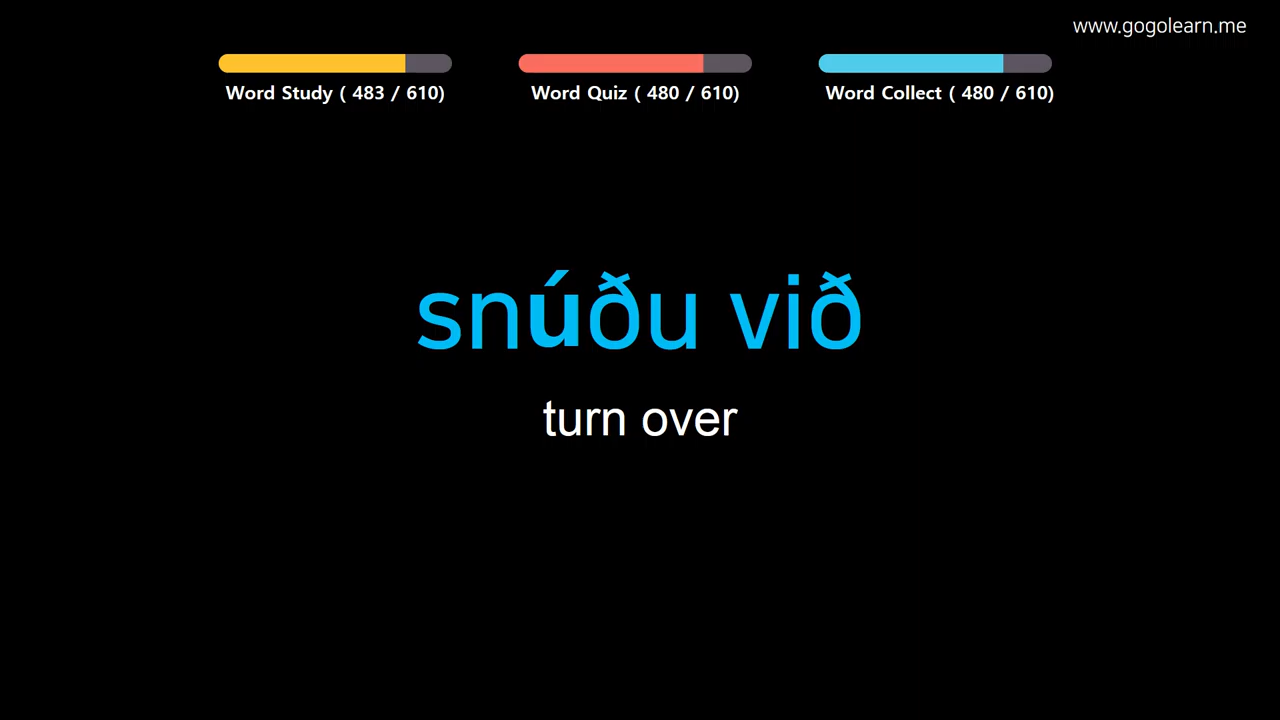 www.gogolearn.me
Word Study ( 483 / 610)
Word Quiz ( 480 / 610)
Word Collect ( 480 / 610)
snúðu við
turn over